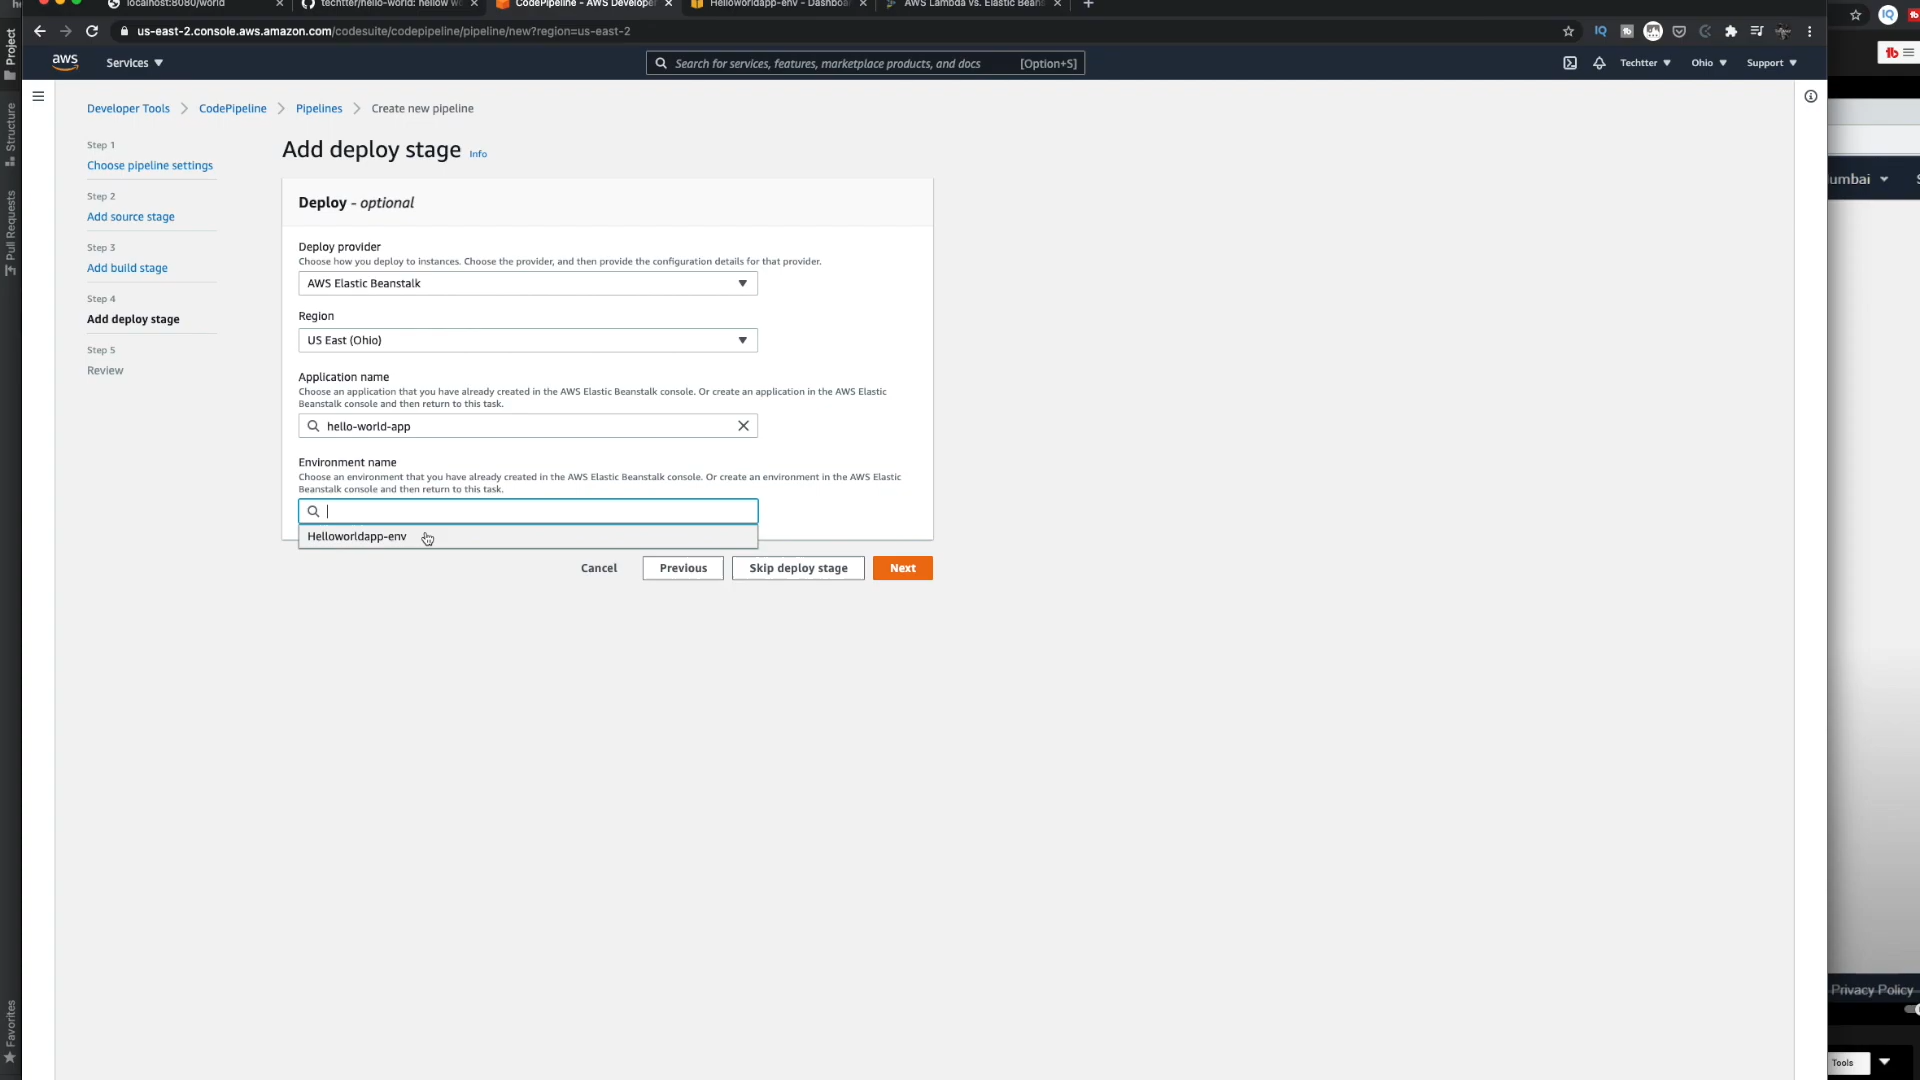 localhost:8080/world
techtter/hello-world: hellow w
CodePipeline - AWS Developer
Helloworldapp-env - Dashboa
AWS Lambda vs. Elastic Beans
us-east-2.console.aws.amazon.com/codesuite/codepipeline/pipeline/new?region=us-east-2
aws
Services
Search for services, features, marketplace products, and docs
[Option+S]
Techtter
Ohio
Support
Developer Tools
CodePipeline
Pipelines
Create new pipeline
Step 1
Choose pipeline settings
Step 2
Add source stage
Step 3
Add build stage
Step 4
Add deploy stage
Step 5
Review
Add deploy stage
Info
Deploy - optional
Deploy provider
Choose how you deploy to instances. Choose the provider, and then provide the configuration details for that provider.
AWS Elastic Beanstalk
Region
US East (Ohio)
Application name
Choose an application that you have already created in the AWS Elastic Beanstalk console. Or create an application in the AWS Elastic
Beanstalk console and then return to this task.
hello-world-app
Environment name
Choose an environment that you have already created in the AWS Elastic Beanstalk console. Or create an environment in the AWS Elastic
Beanstalk console and then return to this task.
Helloworldapp-env
Cancel
Previous
Skip deploy stage
Next
Project
Structure
Pull Requests
Favorites
IQ
IQ
umbai
Privacy Policy
Tools